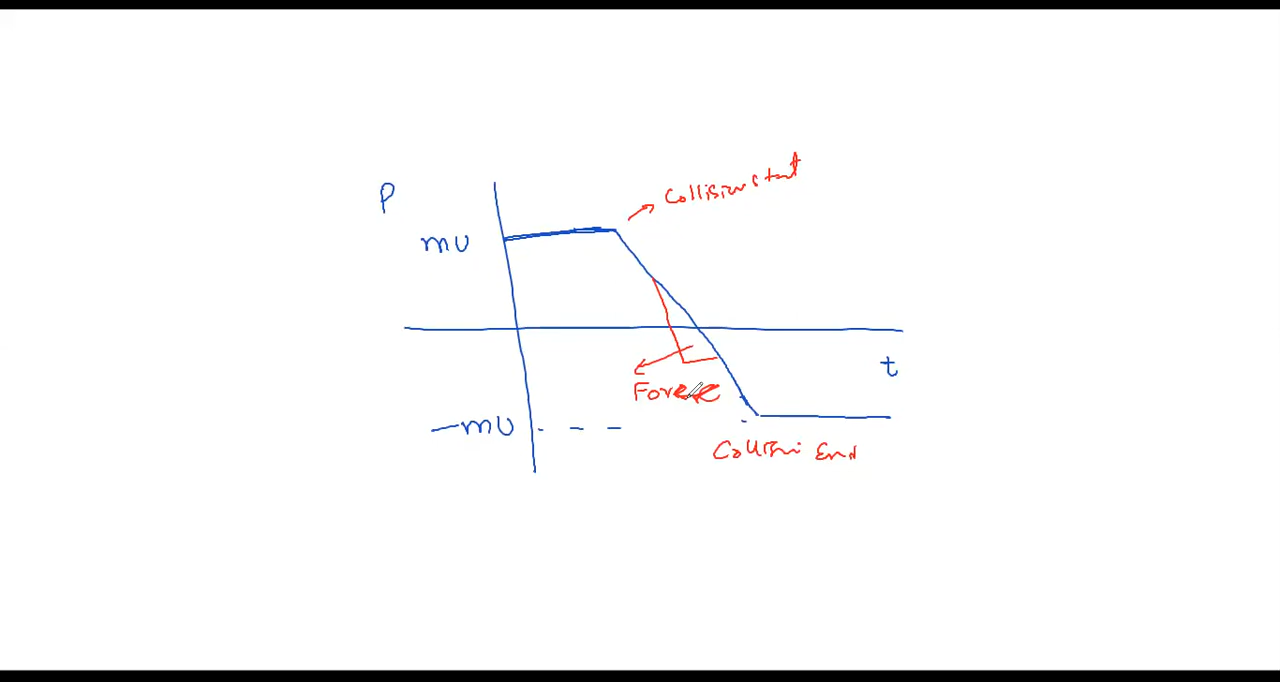 P
Collision start
mu
t
Force
-mu
Collision End